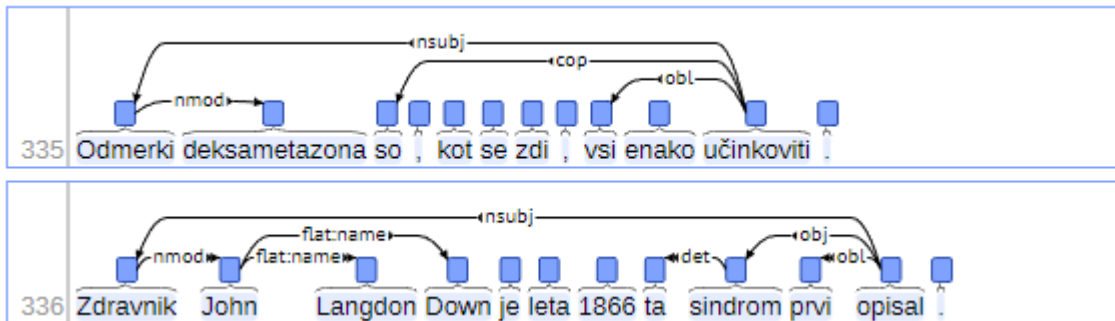 nsubj
cop
obl
nmod
335 Odmerki deksametazona so , kot se zdi , vsi enako učinkoviti .
nsubj
flat:name obj
nmod flat:name det obl
336 Zdravnik John Langdon Down je leta 1866 ta sindrom prvi opisal .